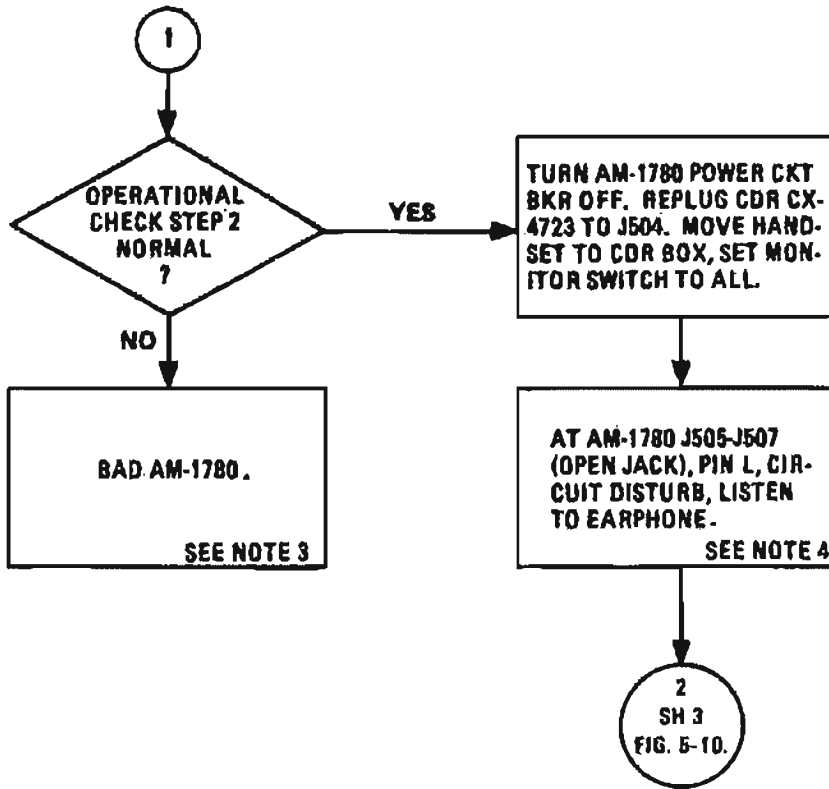 1
OPERATIONAL
CHECK STEP 2
NORMAL
?
YES
TURN AM-1780 POWER CKT
BKR OFF. REPLUG CDR CX-
4723 TO J504. MOVE HAND-
SET TO CDR BOX, SET MON-
ITOR SWITCH TO ALL.
NO
BAD AM-1780.
SEE NOTE 3
AT AM-1780 J505-J507
(OPEN JACK), PIN L, CIR-
CUIT DISTURB, LISTEN
TO EARPHONE.
SEE NOTE 4
2
SH 3
FIG. 5-10.